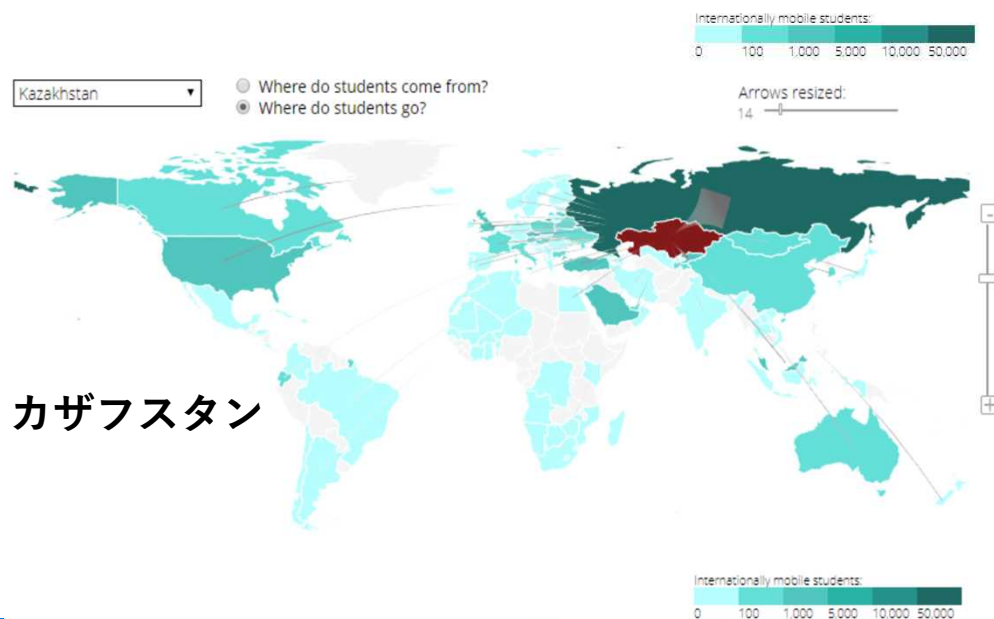 Internationally mobile students:
0 100 1,000 5,000 10,000 50,000
Kazakhstan
Where do students come from?
Where do students go?
Arrows resized:
14
-
カザフスタン
+
Internationally mobile students:
0 100 1,000 5,000 10,000 50,000